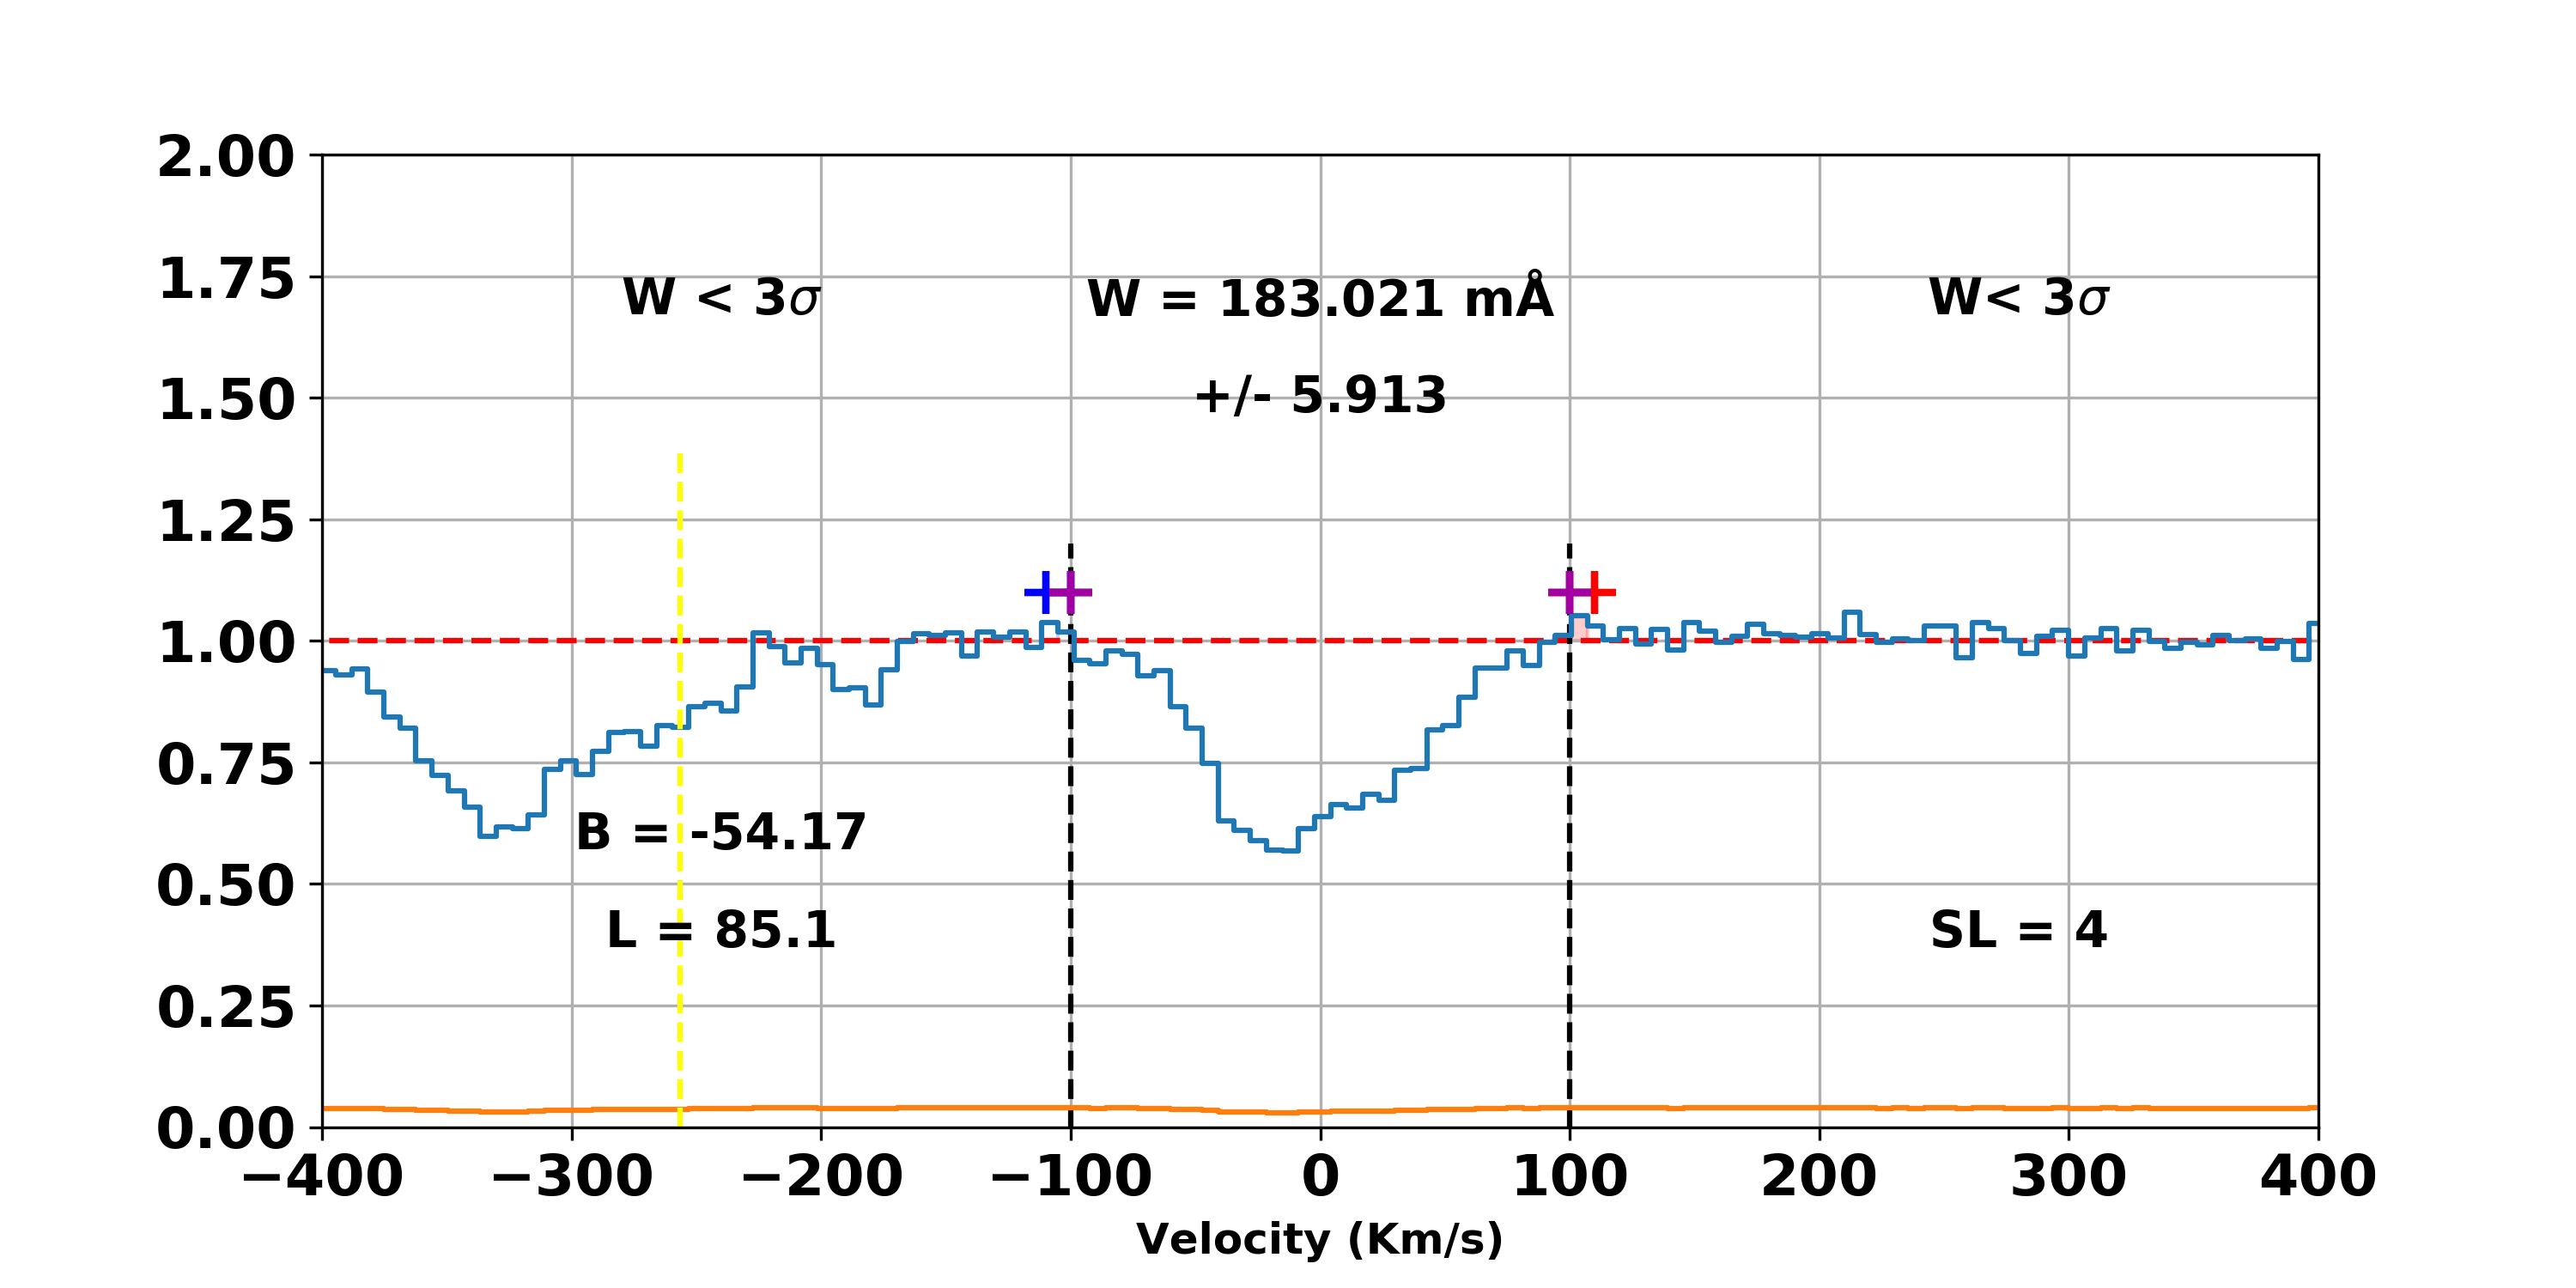 2.00
1.75
W < 3σ W = 183.021 mÅ W< 3σ
1.50
+/- 5.913
1.25
1.00
0.75
B = -54.17
0.50
L = 85.1 SL = 4
0.25
0.00
−400 −300 −200 −100 0 100 200 300 400
Velocity (Km/s)